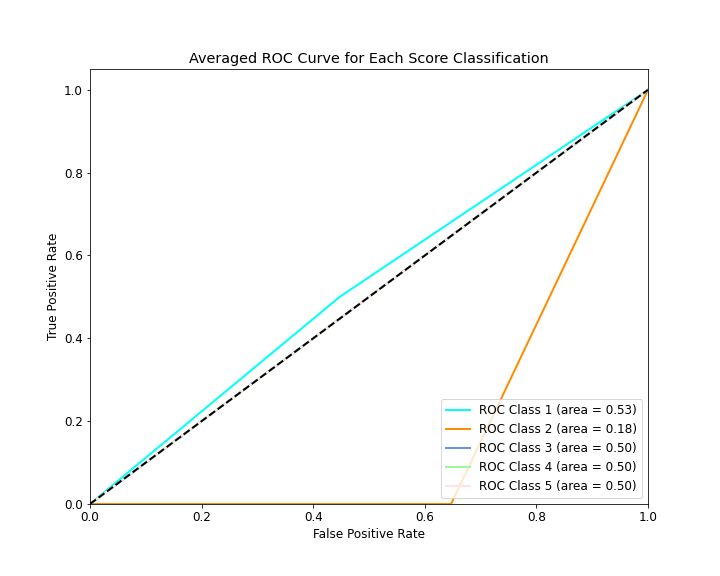 Averaged ROC Curve for Each Score Classification
True Positive Rate
1.0
0.8
0.6
0.4
0.2
0.0
ROC Class 1 (area = 0.53)
ROC Class 2 (area = 0.18)
ROC Class 3 (area = 0.50)
ROC Class 4 (area = 0.50)
ROC Class 5 (area = 0.50)
0.0 0.2 0.4 0.6 0.8 1.0
False Positive Rate